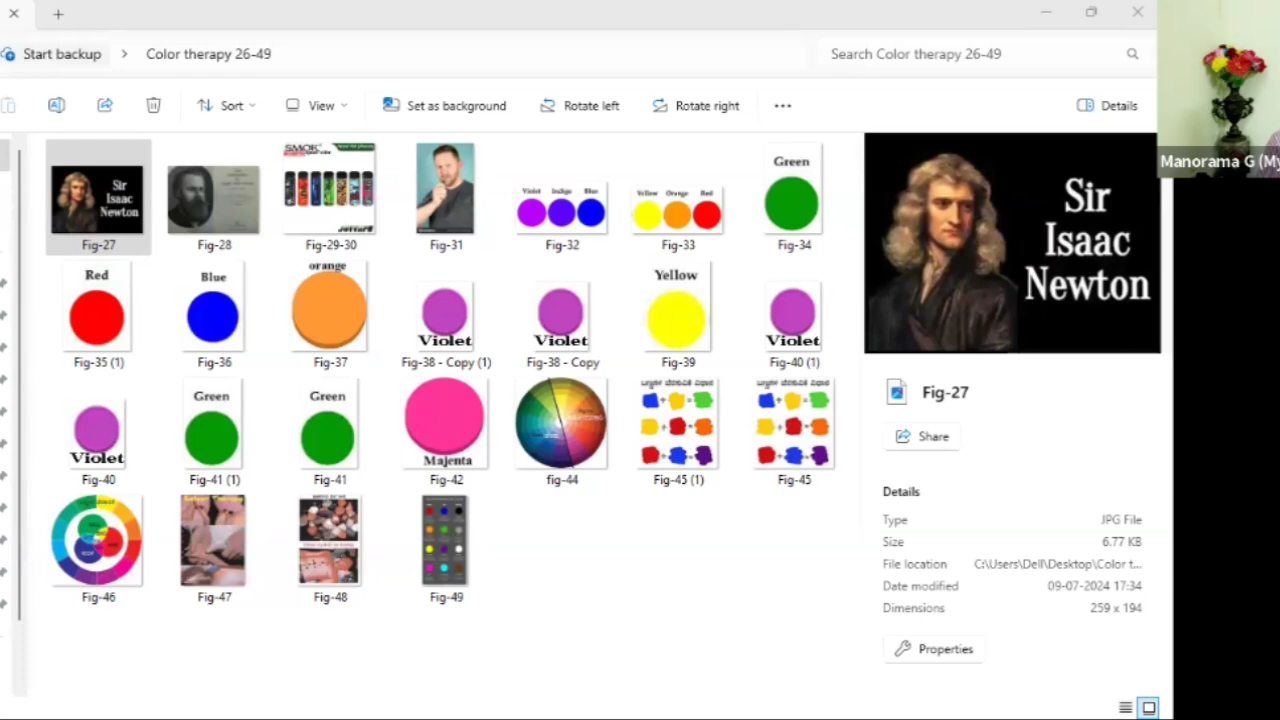 Start backup
Color therapy 26-49
Search Color therapy 26-49
Sort
View
Set as background
Rotate left
Rotate right
Details
Manorama G (My
Sir
Isaac
Newton
SMOK
Violet Indigo Blue
Yellow Orange Red
Green
Fig-27
Fig-28
Fig-29-30
Fig-31
Fig-32
Fig-33
Fig-34
Red
Blue
orange
Violet
Violet
Yellow
Violet
Fig-35 (1)
Fig-36
Fig-37
Fig-38 - Copy (1)
Fig-38 - Copy
Fig-39
Fig-40 (1)
Violet
Green
Green
Majenta
Fig-40
Fig-41 (1)
Fig-41
Fig-42
fig-44
Fig-45 (1)
Fig-45
Fig-46
Fig-47
Fig-48
Fig-49
Sir
Isaac
Newton
Fig-27
Share
Details
Type JPG File
Size 6.77 KB
File location C:\Users\Dell\Desktop\Color t...
Date modified 09-07-2024 17:34
Dimensions 259 x 194
Properties